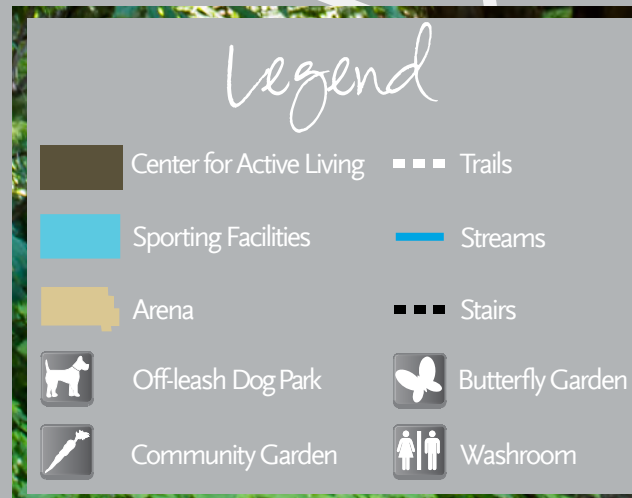 Legend
Center for Active Living
Trails
Sporting Facilities
Streams
Arena
Stairs
Off-leash Dog Park
Butterfly Garden
Community Garden
Washroom